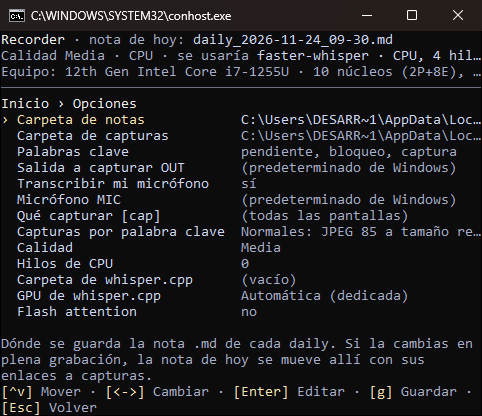 C:\WINDOWS\SYSTEM32\conhost.exe
Recorder · nota de hoy: daily_2026-11-24_09-30.md
Calidad Media · CPU · se usaría faster-whisper · CPU, 4 hil…
Equipo: 12th Gen Intel Core i7-1255U · 10 núcleos (2P+8E), …
Inicio › Opciones
› Carpeta de notas C:\Users\DESARR~1\AppData\Loc…
Carpeta de capturas C:\Users\DESARR~1\AppData\Loc…
Palabras clave pendiente, bloqueo, captura
Salida a capturar OUT (predeterminado de Windows)
Transcribir mi micrófono sí
Micrófono MIC (predeterminado de Windows)
Qué capturar [cap] (todas las pantallas)
Capturas por palabra clave Normales: JPEG 85 a tamaño re…
Calidad Media
Hilos de CPU 0
Carpeta de whisper.cpp (vacío)
GPU de whisper.cpp Automática (dedicada)
Flash attention no
Dónde se guarda la nota .md de cada daily. Si la cambias en
plena grabación, la nota de hoy se mueve allí con sus
enlaces a capturas.
[^v] Mover · [<->] Cambiar · [Enter] Editar · [g] Guardar ·
[Esc] Volver